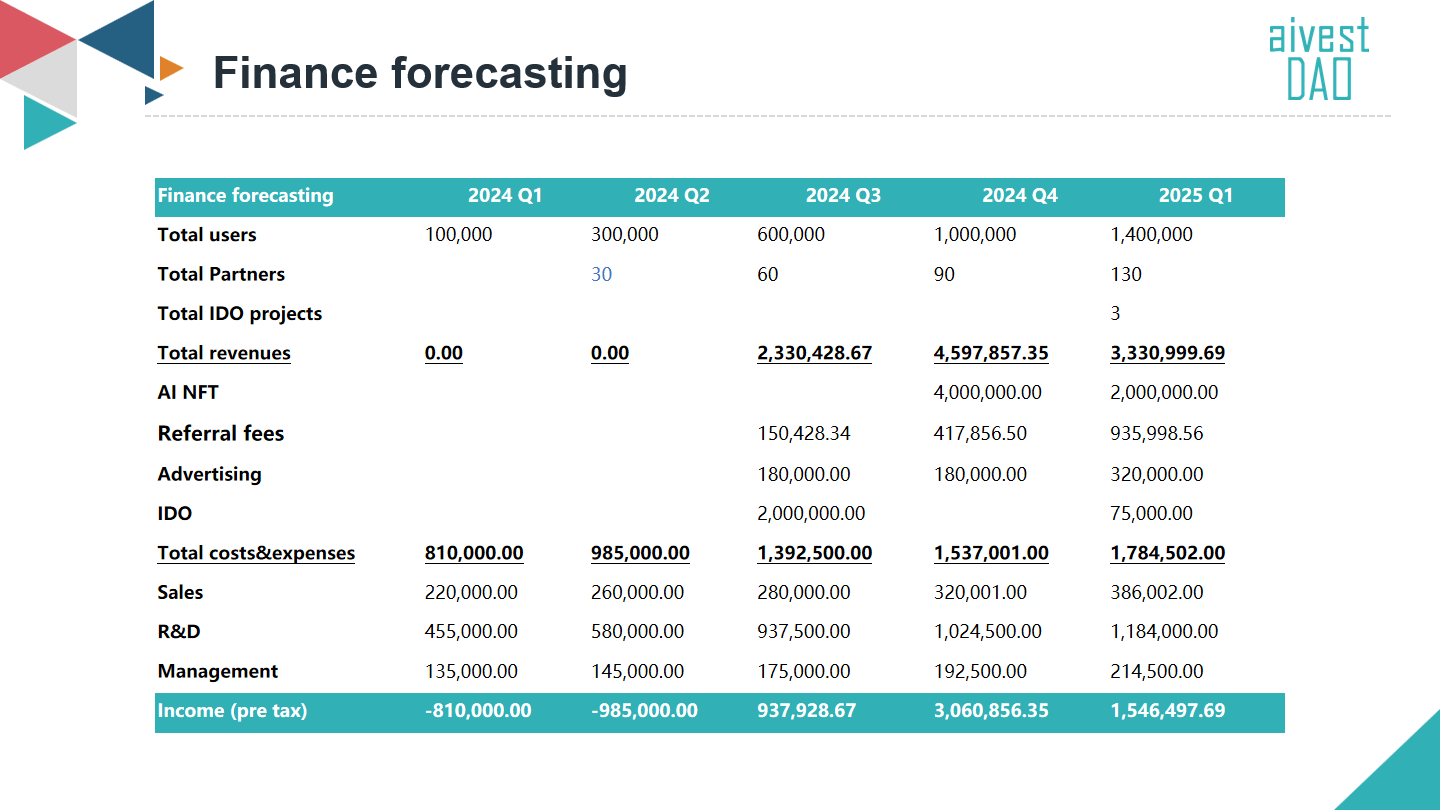 aivest
DAO
Finance forecasting
Finance forecasting 2024 Q1 2024 Q2 2024 Q3 2024 Q4 2025 Q1
Total users 100,000 300,000 600,000 1,000,000 1,400,000
Total Partners 30 60 90 130
Total IDO projects 3
Total revenues 0.00 0.00 2,330,428.67 4,597,857.35 3,330,999.69
AI NFT 4,000,000.00 2,000,000.00
Referral fees 150,428.34 417,856.50 935,998.56
Advertising 180,000.00 180,000.00 320,000.00
IDO 2,000,000.00 75,000.00
Total costs&expenses 810,000.00 985,000.00 1,392,500.00 1,537,001.00 1,784,502.00
Sales 220,000.00 260,000.00 280,000.00 320,001.00 386,002.00
R&D 455,000.00 580,000.00 937,500.00 1,024,500.00 1,184,000.00
Management 135,000.00 145,000.00 175,000.00 192,500.00 214,500.00
Income (pre tax) -810,000.00 -985,000.00 937,928.67 3,060,856.35 1,546,497.69